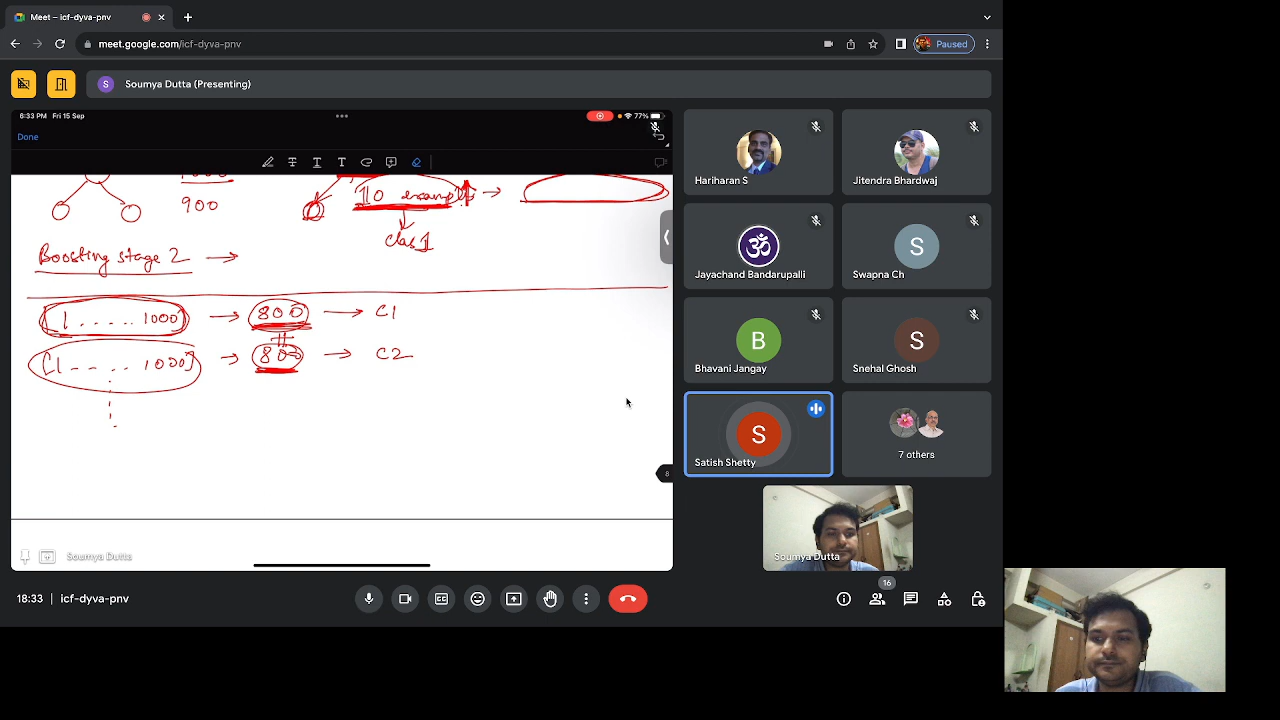 Meet – icf-dyva-pnv
meet.google.com/icf-dyva-pnv
Paused
S
Soumya Dutta (Presenting)
6:33 PM Fri 15 Sep
77%
Done
T T T
900
10 examples →
class 1
Boosting stage 2 →
[1 ..... 1000] → 800 → C1
[1 ..... 1000] → 800 → C2
8
Soumya Dutta
Hariharan S
Jitendra Bhardwaj
Jayachand Bandarupalli
S
Swapna Ch
B
Bhavani Jangay
S
Snehal Ghosh
S
Satish Shetty
7 others
Soumya Dutta
18:33 | icf-dyva-pnv
16